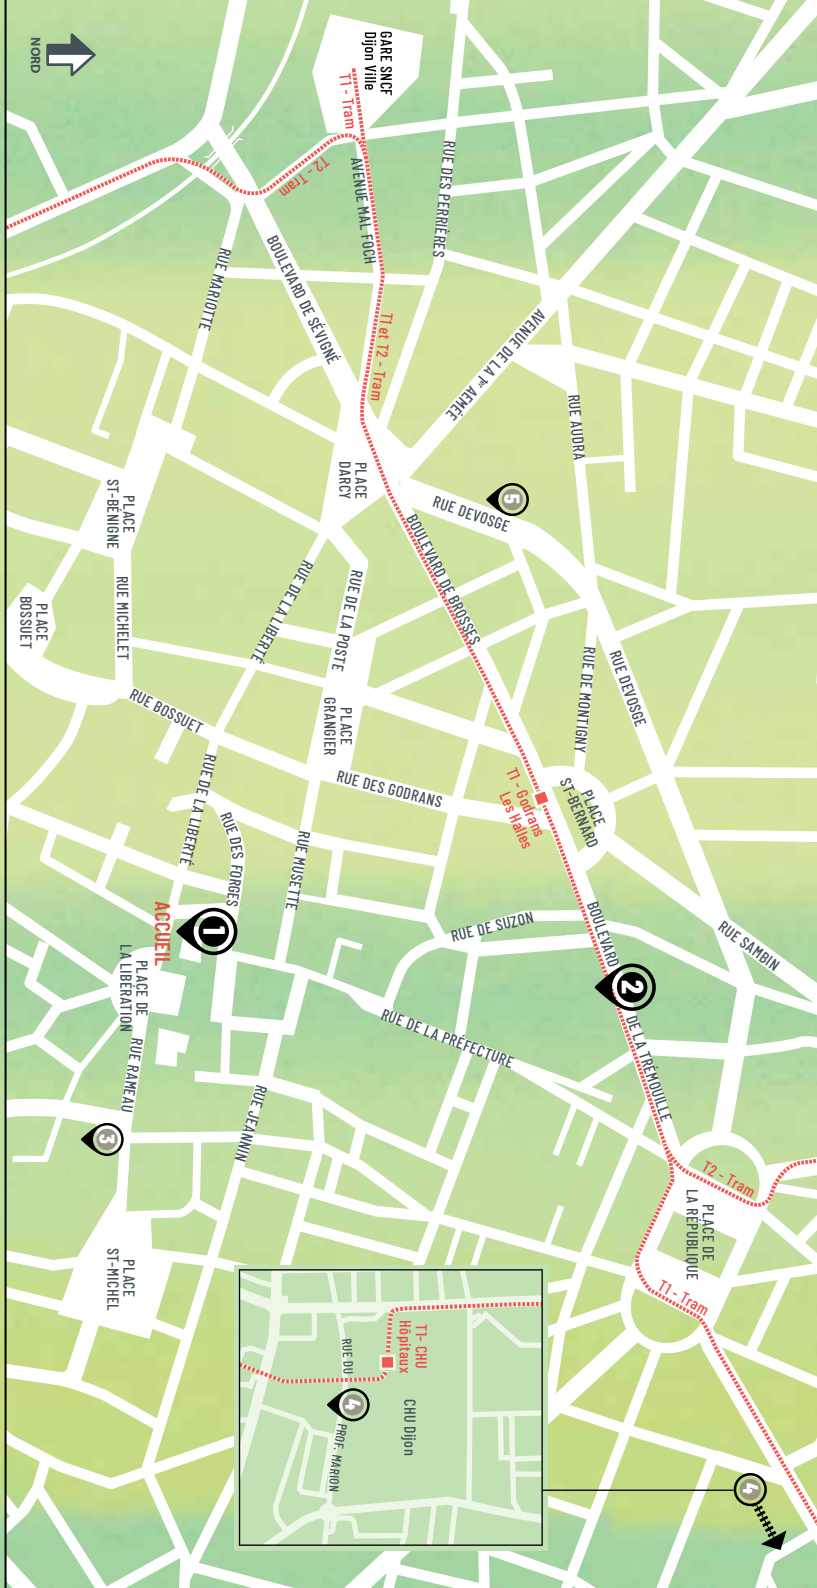 NORD
GARE SNCF
Dijon Ville
T1 - Tram
T2 - Tram
AVENUE MAL FOCH
RUE DES PERRIÈRES
RUE MARIOTTE
BOULEVARD DE SÉVIGNÉ
T1 et T2 - Tram
AVENUE DE LA 1er AEMÉE
RUE AUDRA
PLACE
DARCY
5
RUE DEVOSGE
PLACE
ST-BÉNIGNE
BOULEVARD DE BROSSES
RUE DE LA LIBERTÉ
RUE DE LA POSTE
RUE MICHELET
PLACE
BOSSUET
RUE DE MONTIGNY
RUE DEVOSGE
RUE BOSSUET
PLACE
GRANGIER
RUE DES GODRANS
T1 - Godrans
Les Halles
PLACE
ST-BERNARD
RUE DE LA LIBERTÉ
RUE DES FORGES
RUE MUSETTE
ACCUEIL
1
RUE DE SUZON
BOULEVARD
2
DE LA TRÉMOUILLE
RUE SAMBIN
PLACE DE
LA LIBÉRATION
RUE RAMEAU
RUE DE LA PRÉFECTURE
RUE JEANNIN
3
T2 - Tram
PLACE DE
LA RÉPUBLIQUE
T1 - Tram
PLACE
ST-MICHEL
T1- CHU
Hôpitaux
RUE DU
4
PROF. MARION
CHU Dijon
4